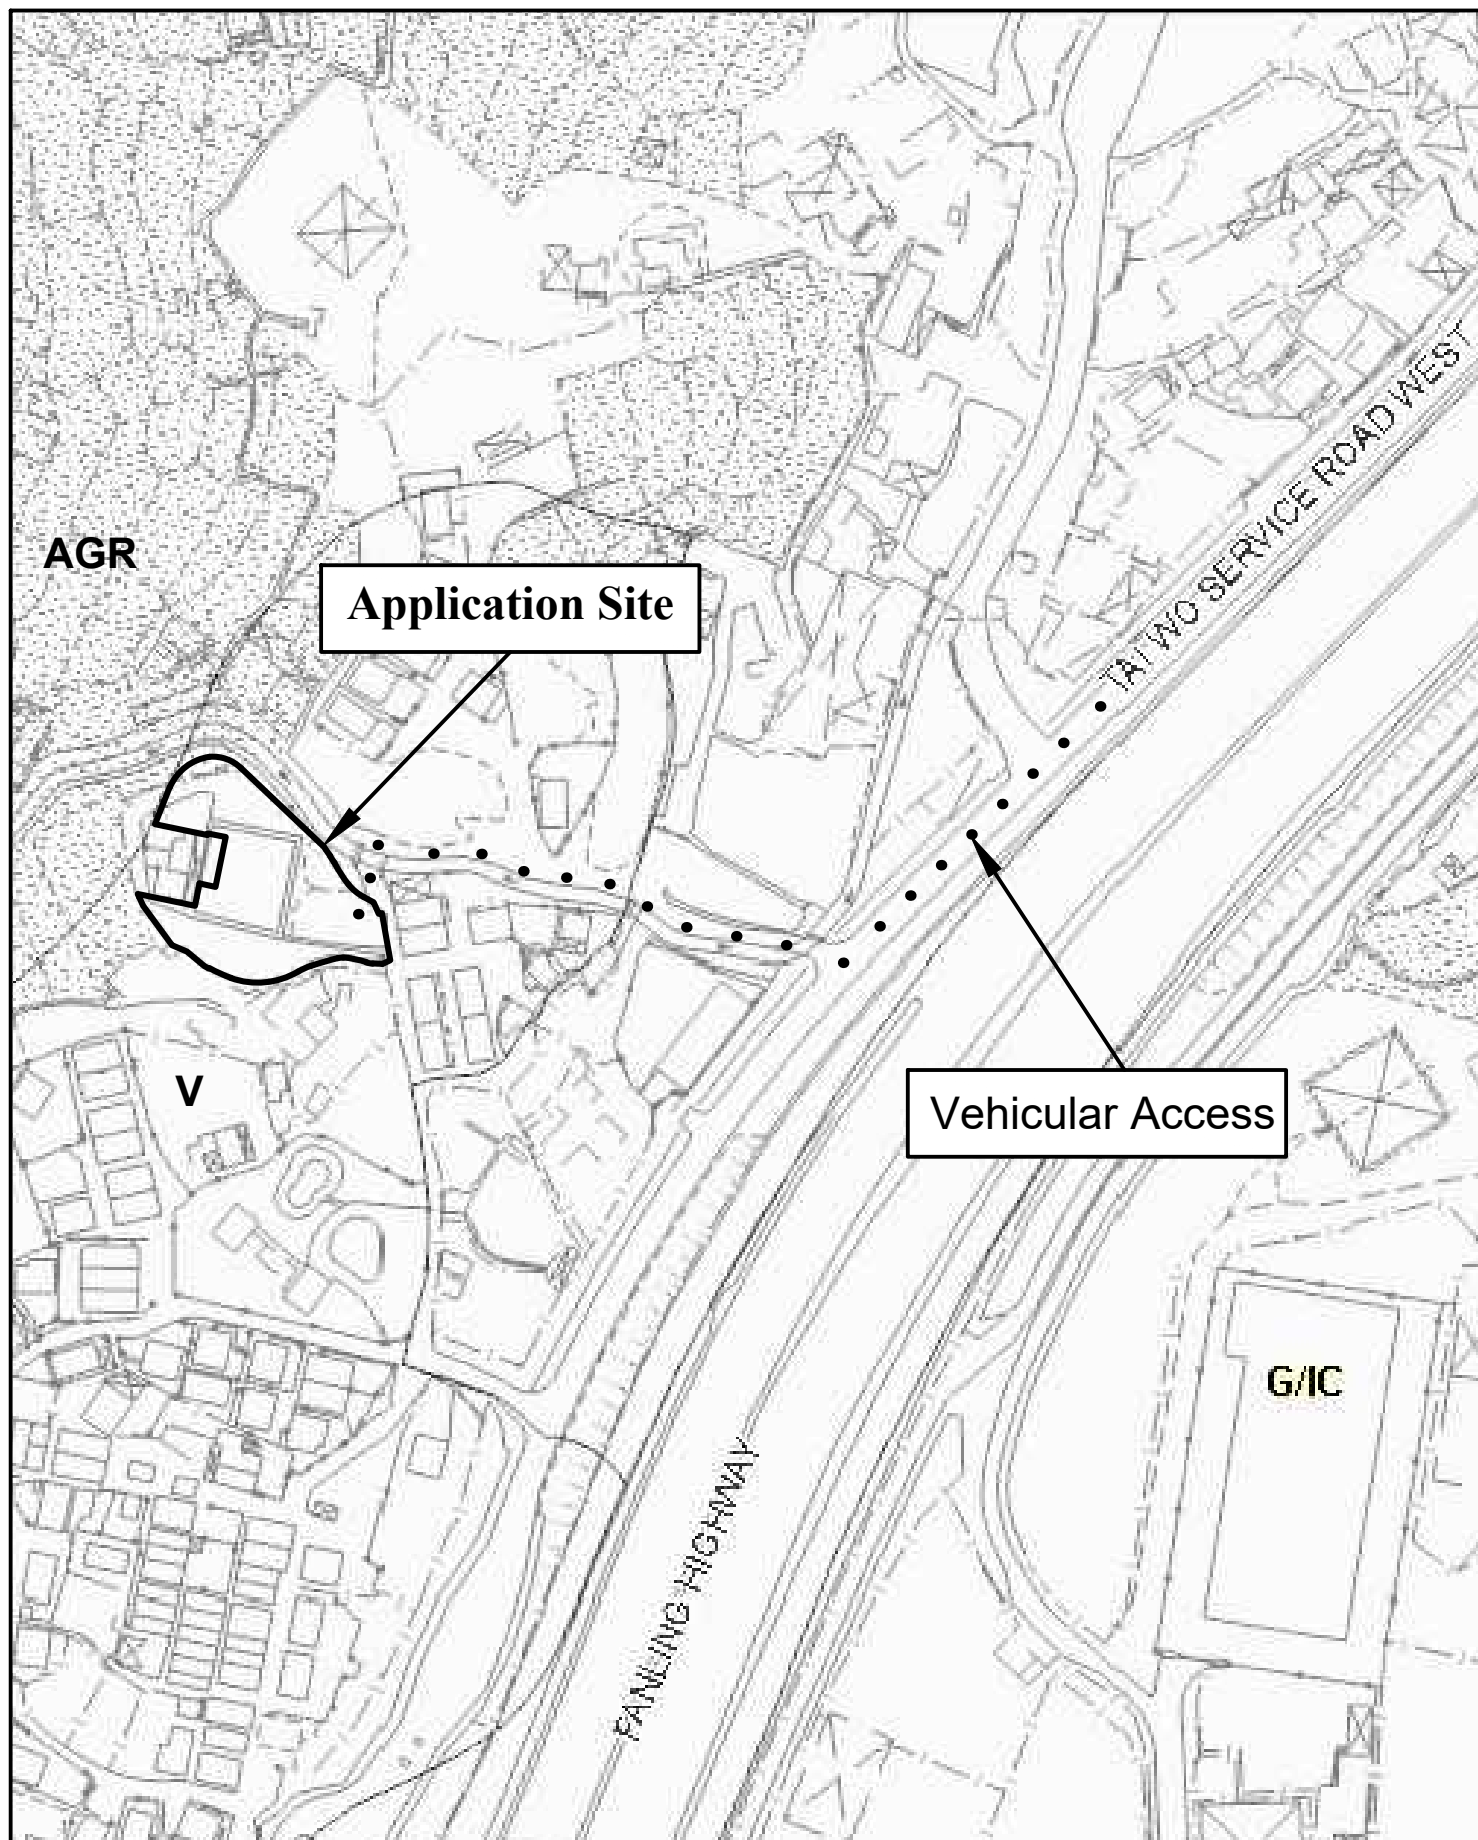 TAI WO SERVICE ROAD WEST
AGR
Application Site
Vehicular Access
V
G/IC
FANLING HIGHWAY